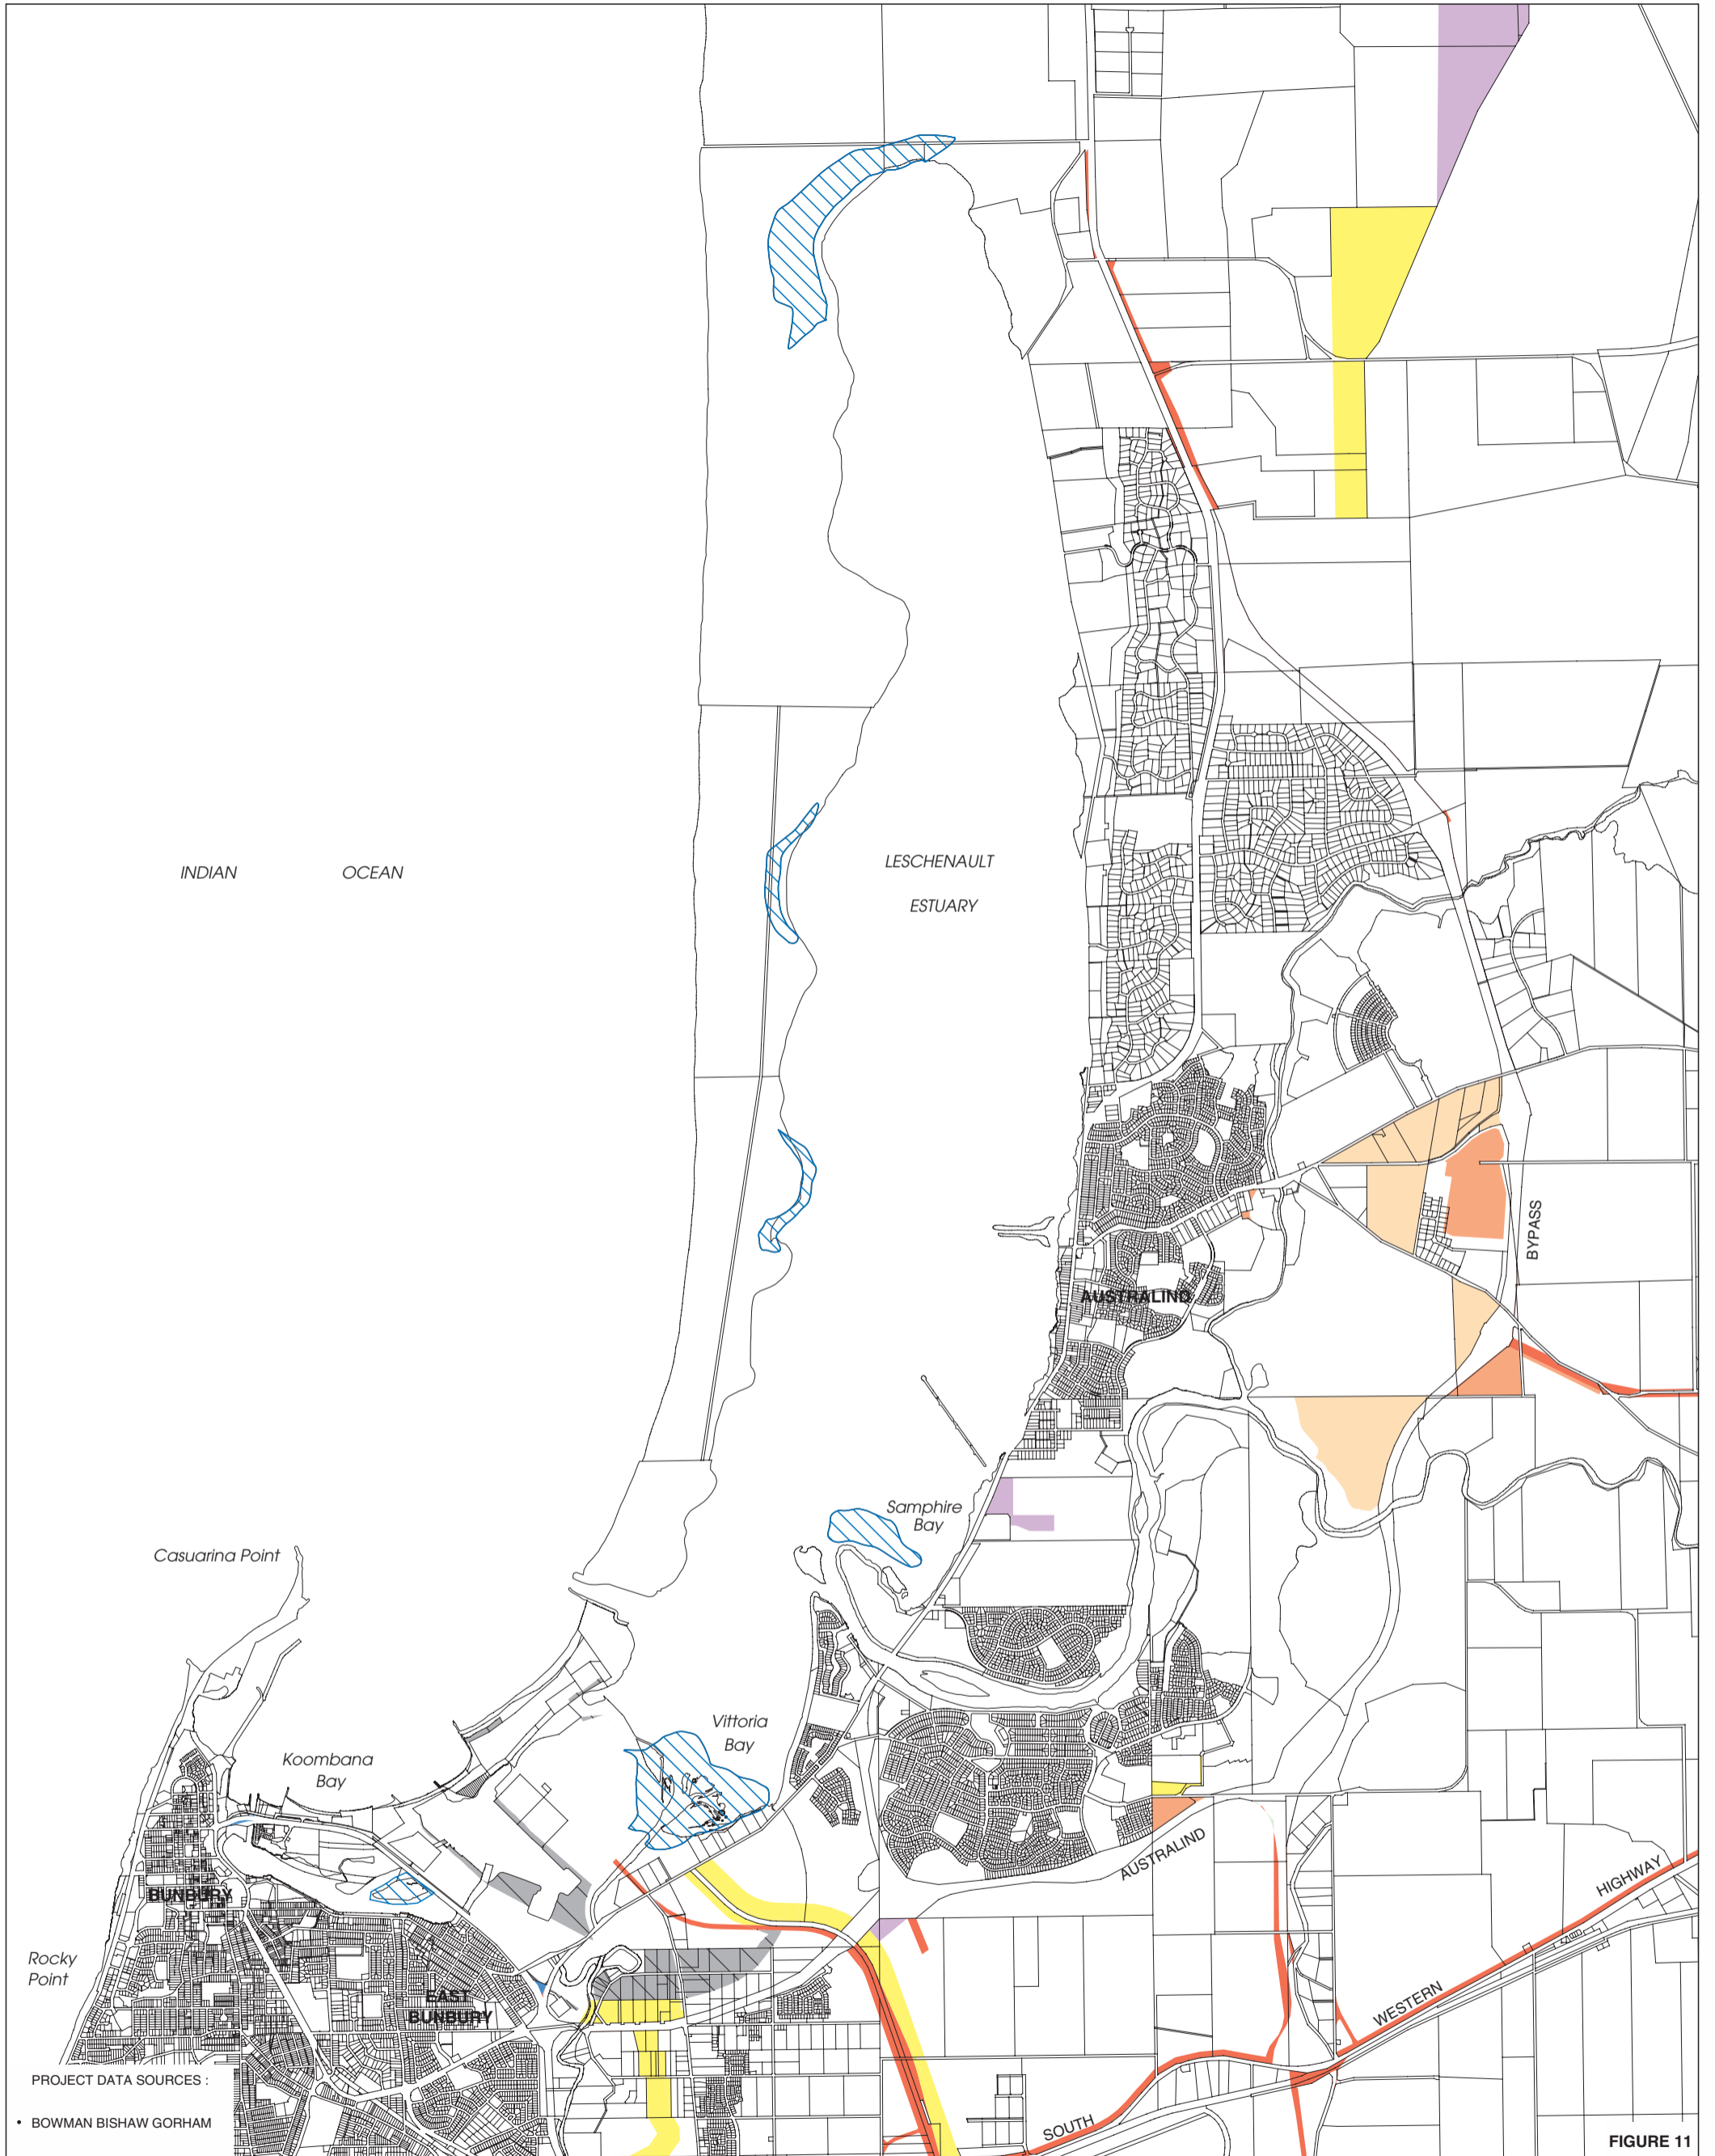 INDIAN OCEAN
LESCHENAULT
ESTUARY
BYPASS
AUSTRALIND
Samphire
Bay
Casuarina Point
Vittoria
Bay
Koombana
Bay
AUSTRALIND
HIGHWAY
BUNBURY
Rocky
Point
WESTERN
EAST
BUNBURY
PROJECT DATA SOURCES :
• BOWMAN BISHAW GORHAM
SOUTH
FIGURE 11